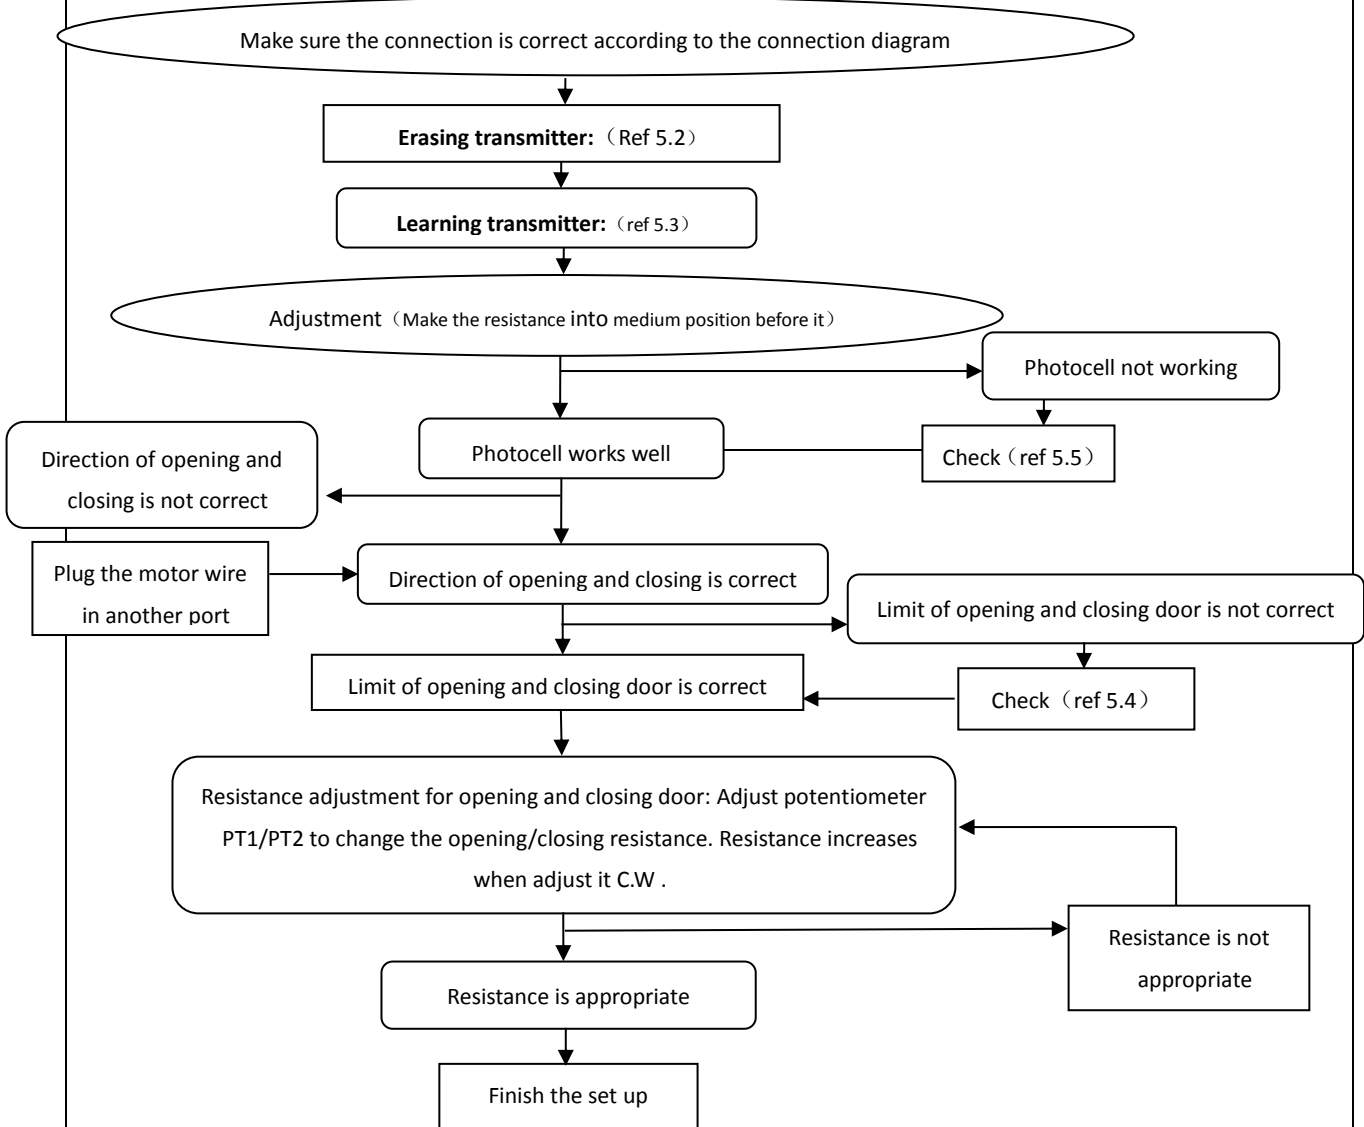 Make sure the connection is correct according to the connection diagram
Erasing transmitter:（Ref 5.2）
Learning transmitter:（ref 5.3）
Adjustment（Make the resistance into medium position before it）
Photocell not working
Photocell works well
Check（ref 5.5）
Direction of opening and
closing is not correct
Plug the motor wire
in another port
Direction of opening and closing is correct
Limit of opening and closing door is not correct
Limit of opening and closing door is correct
Check（ref 5.4）
Resistance adjustment for opening and closing door: Adjust potentiometer
PT1/PT2 to change the opening/closing resistance. Resistance increases
when adjust it C.W .
Resistance is not
appropriate
Resistance is appropriate
Finish the set up